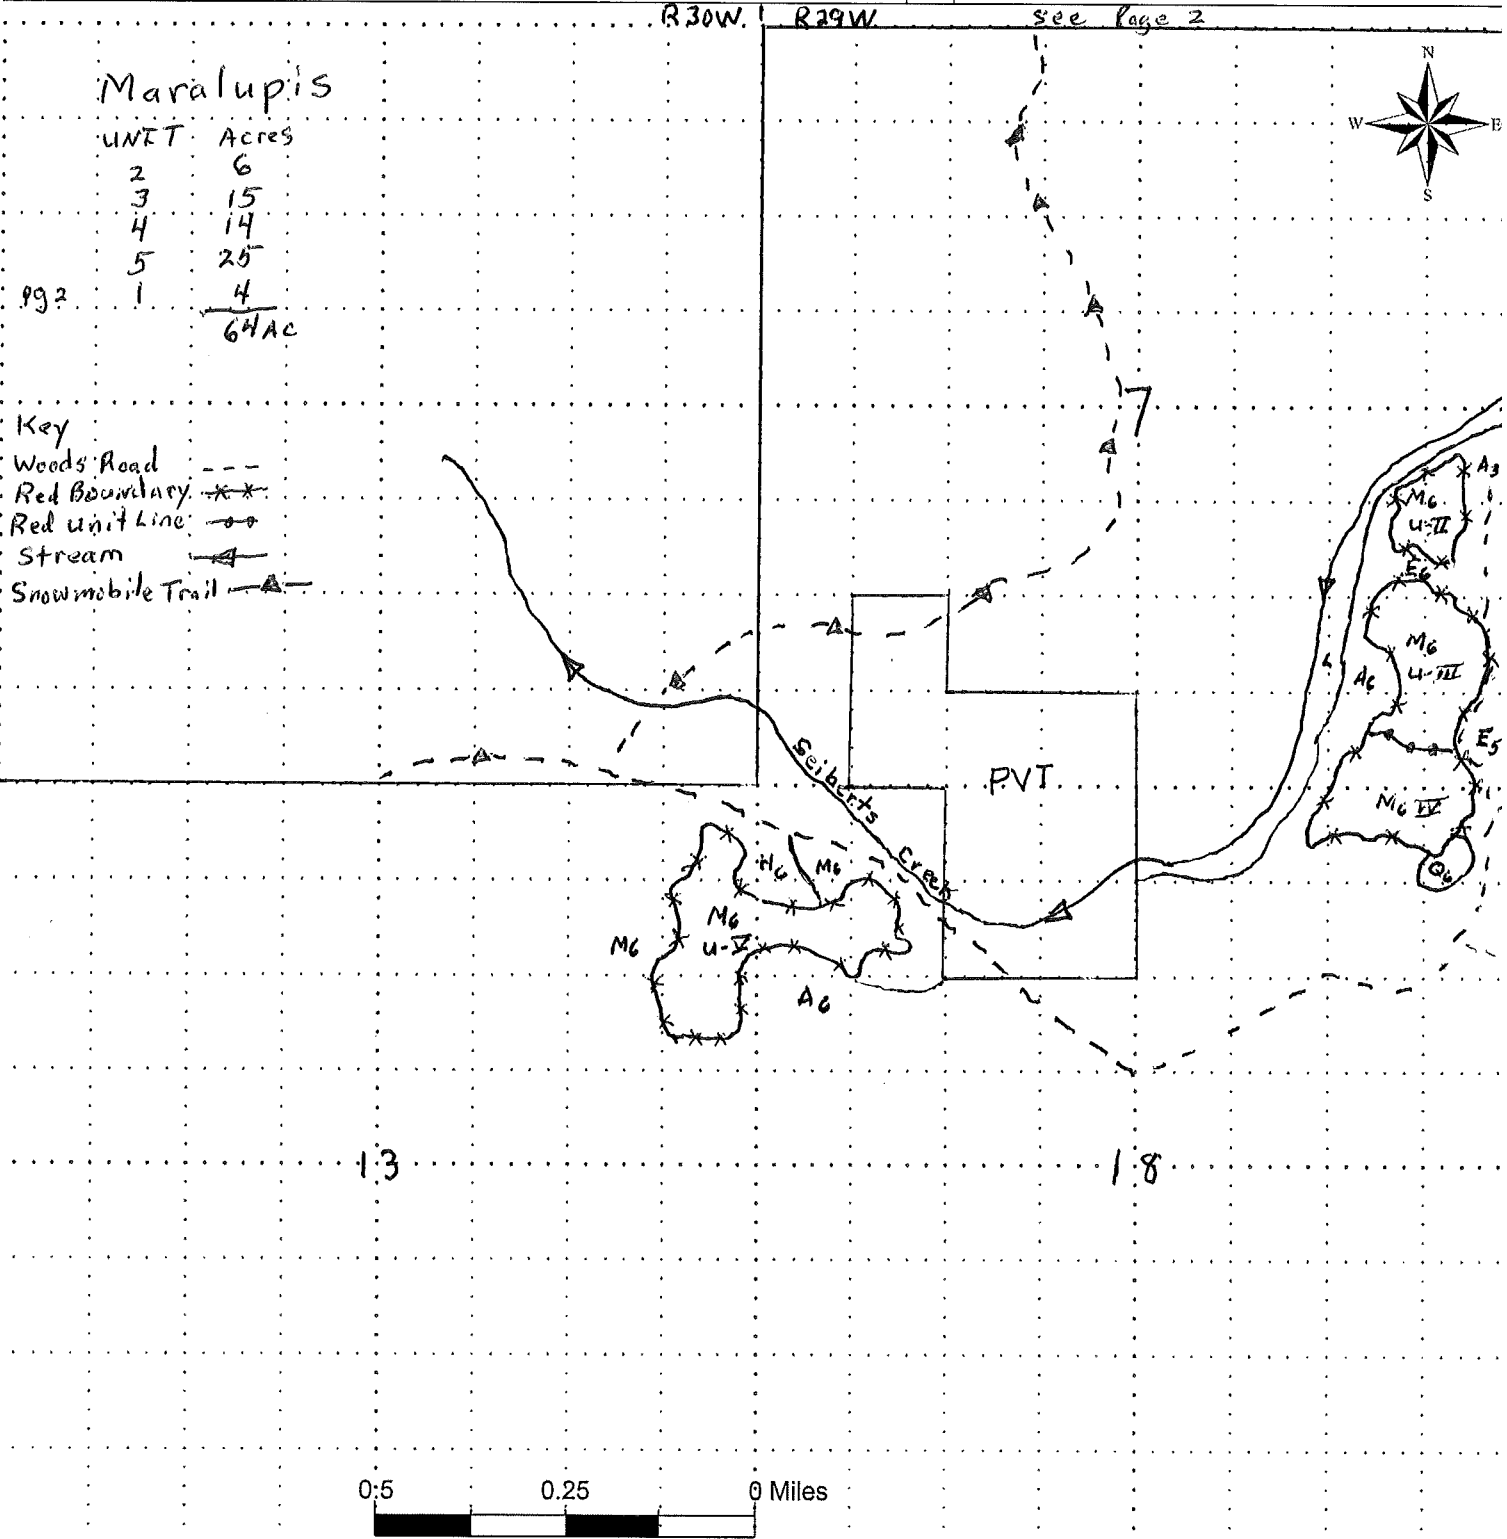 R30W. R29W see Page 2
Maralupis
UNIT Acres
2 6
3 15
4 14
5 25
pg2 1 4
64 Ac
Key
Woods Road
Red Boundary
Red unit Line
Stream
Snowmobile Trail
N
W E
S
7
A3
M6
U-II
E6
M6
U-III
A6
E5
M6 IV
Q6
PVT
Seiberts
Creek
H6 M6
M6
U-V
M6
A6
13 18
0.5 0.25 0 Miles